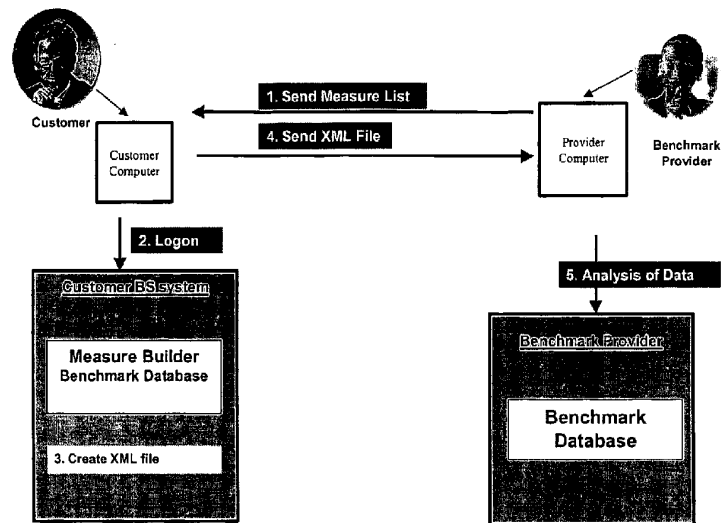 1. Send Measure List
Customer
4. Send XML File
Customer
Computer
Provider
Computer
Benchmark
Provider
2. Logon
5. Analysis of Data
Customer BS system
Measure Builder
Benchmark Database
3. Create XML file
Benchmark Provider
Benchmark
Database